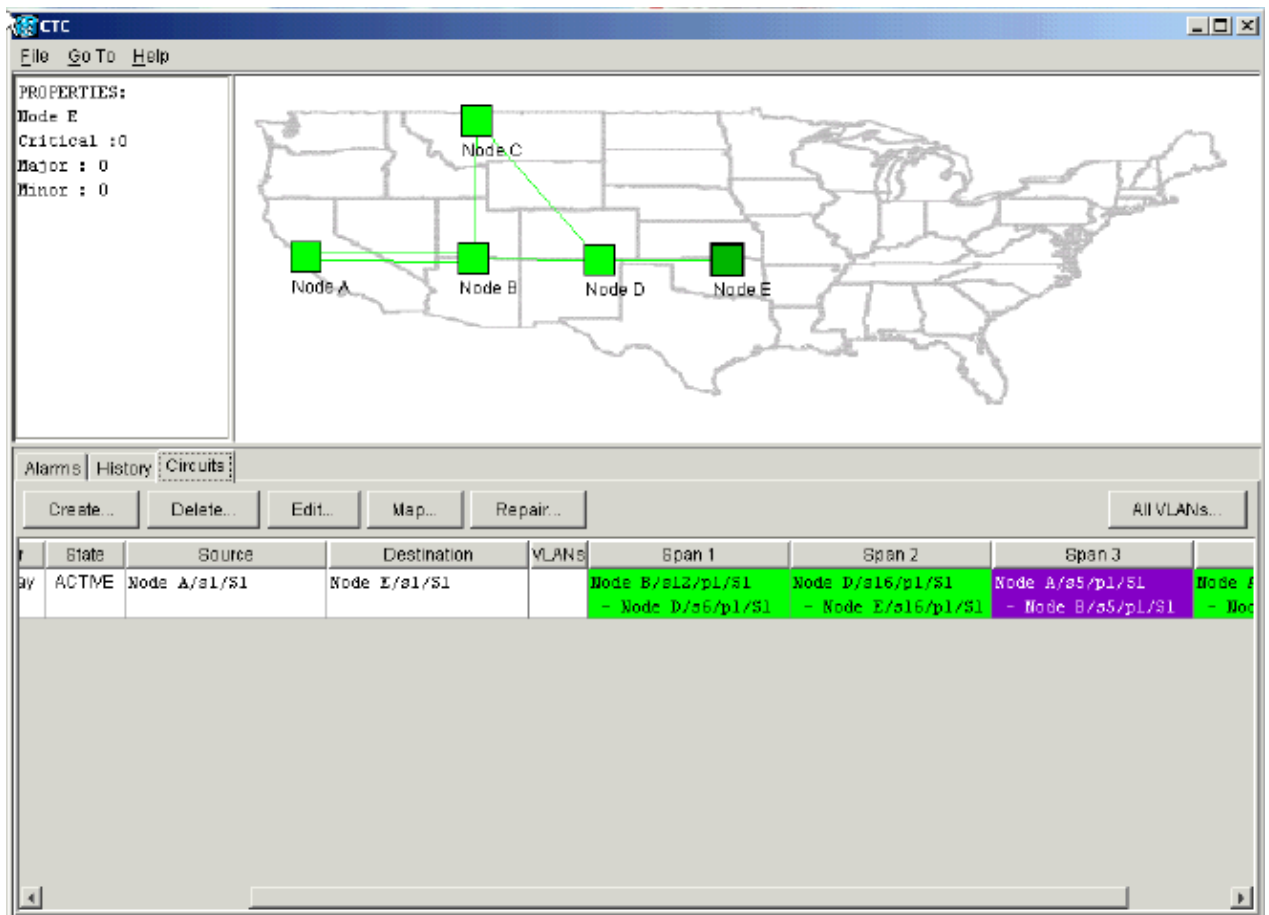 CTC
File Go To Help
PROPERTIES:
Node E
Critical :0
Major : 0
Minor : 0
Node C
Node A
Node B
Node D
Node E
Alarms History Circuits
Create... Delete... Edit... Map... Repair... All VLANs...
r State Source Destination VLANs Span 1 Span 2 Span 3
ay ACTIVE Node A/s1/S1 Node E/s1/S1 Node B/s12/p1/S1 Node D/s16/p1/S1 Node A/s5/p1/S1 Node
- Node D/s6/p1/S1 - Node E/s16/p1/S1 - Node B/s5/p1/S1 - Noc